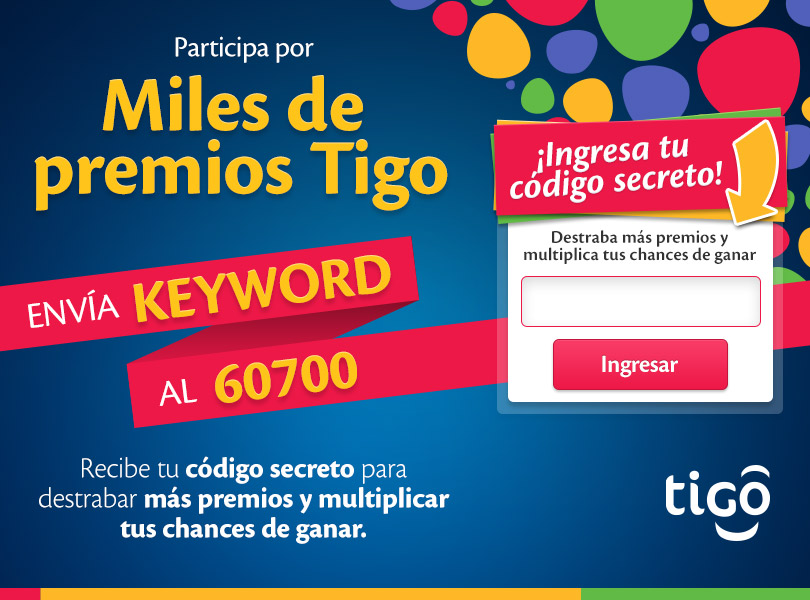 Participa por
Miles de
premios Tigo
ENVÍA KEYWORD
AL 60700
Recibe tu código secreto para
destrabar más premios y multiplicar
tus chances de ganar.
¡Ingresa tu
código secreto!
Destraba más premios y
multiplica tus chances de ganar
Ingresar
tigo